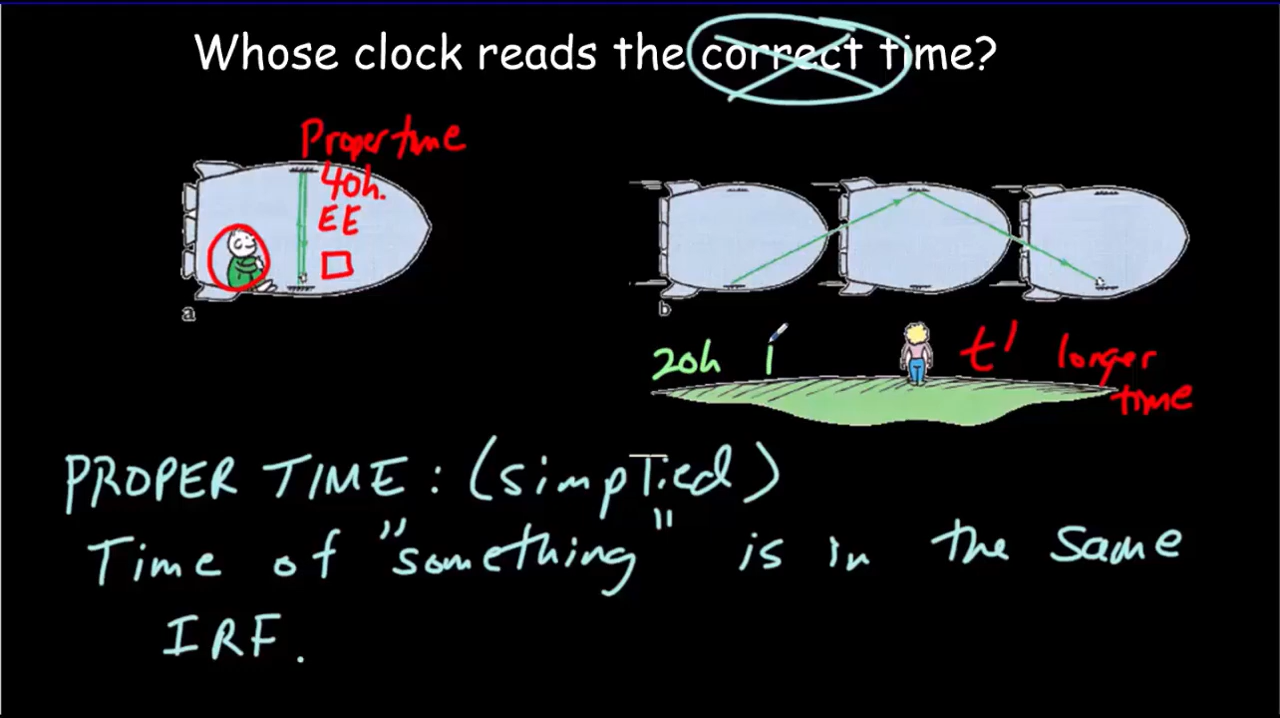 Whose clock reads the correct time?
Proper time
40h.
EE
a
b
20h
t' longer
time
PROPER TIME: (simplied)
Time of "something" is in the same
IRF.